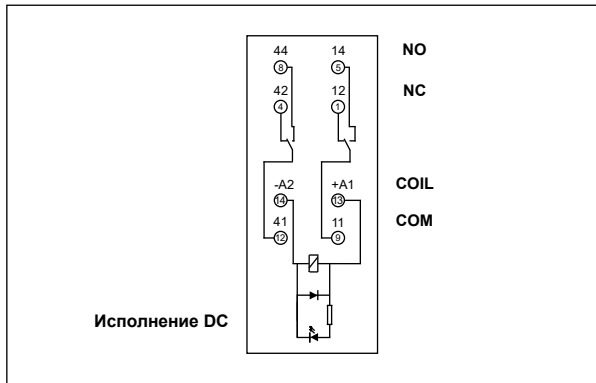 44 14 NO
8 5
42 12 NC
4 1
-A2 +A1 COIL
14 13
41 11 COM
12 9
Исполнение DC